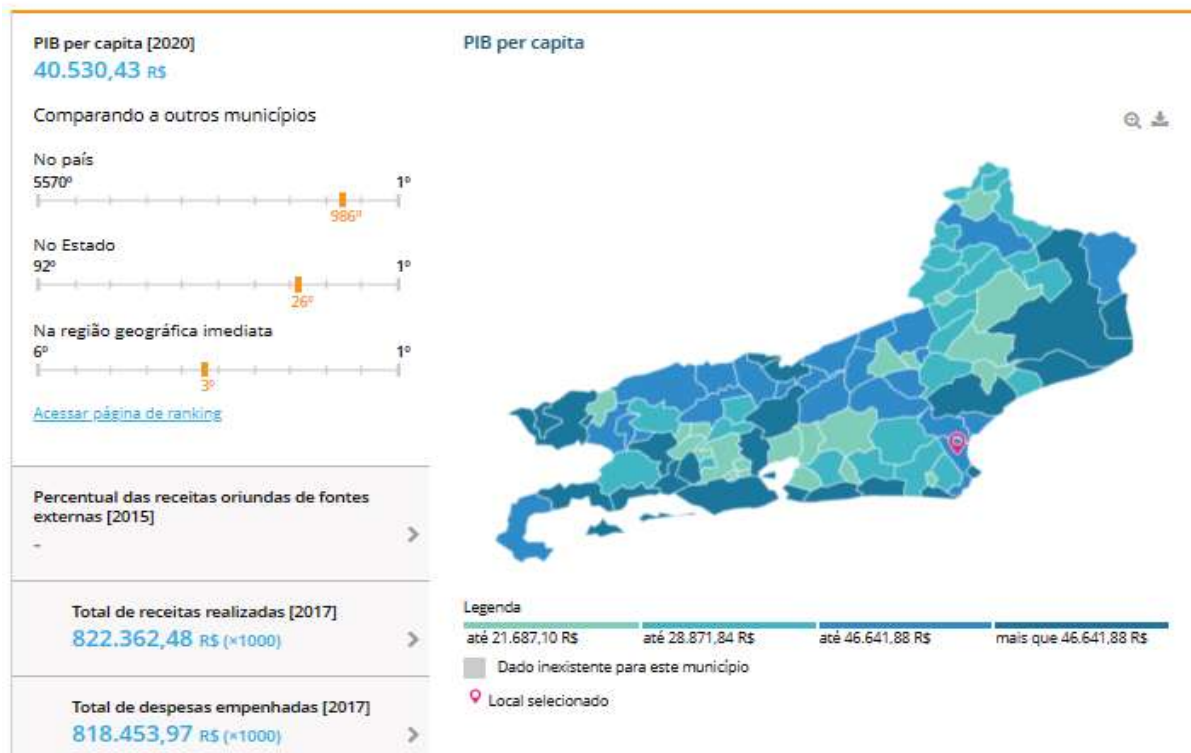 PIB per capita [2020]
40.530,43 R$
Comparando a outros municípios
No país
5570º 1º
986º
No Estado
92º 1º
26º
Na região geográfica imediata
6º 1º
3º
Acessar página de ranking
Percentual das receitas oriundas de fontes
externas [2015]
-
Total de receitas realizadas [2017]
822.362,48 R$ (×1000)
Total de despesas empenhadas [2017]
818.453,97 R$ (×1000)
PIB per capita
Legenda
até 21.687,10 R$ até 28.871,84 R$ até 46.641,88 R$ mais que 46.641,88 R$
Dado inexistente para este município
Local selecionado